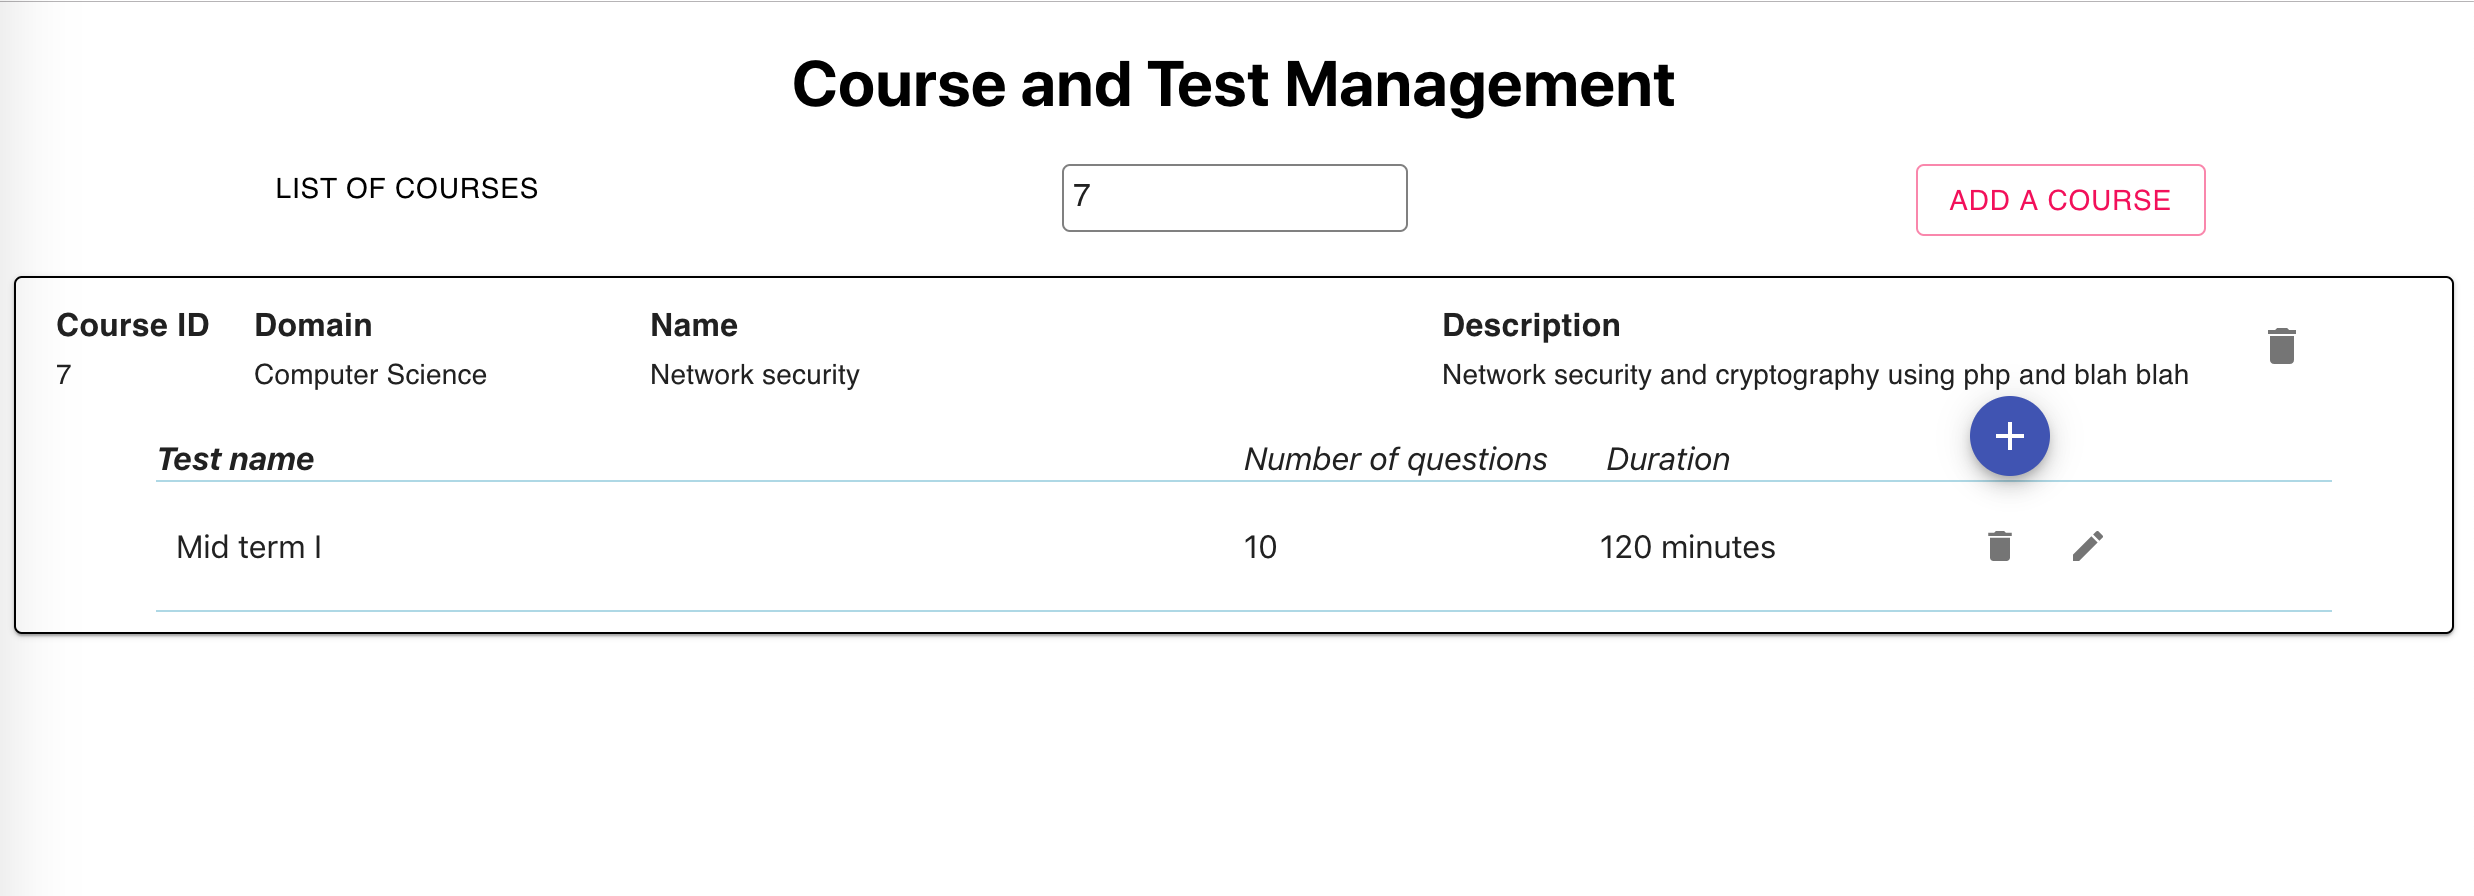 Course and Test Management
LIST OF COURSES
7
ADD A COURSE
Course ID Domain Name Description
7 Computer Science Network security Network security and cryptography using php and blah blah
Test name Number of questions Duration
Mid term I 10 120 minutes